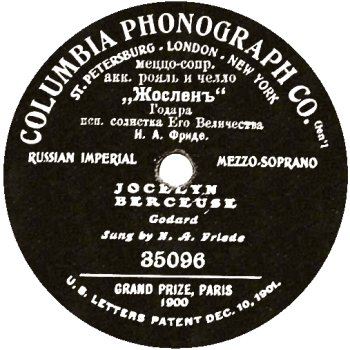 COLUMBIA PHONOGRAPH CO. Gen'l
ST. PETERSBURG - LONDON - NEW YORK
меццо-сопр.
акк. рояль и челло
„Жосленъ“
Годара
исп. солистка Его Величества
Н. А. Фриде.
RUSSIAN IMPERIAL MEZZO-SOPRANO
JOCELYN
BERCEUSE
Godard
Sung by N. A. Friede
35096
GRAND PRIZE, PARIS
1900
U. S. LETTERS PATENT DEC. 10, 1901.